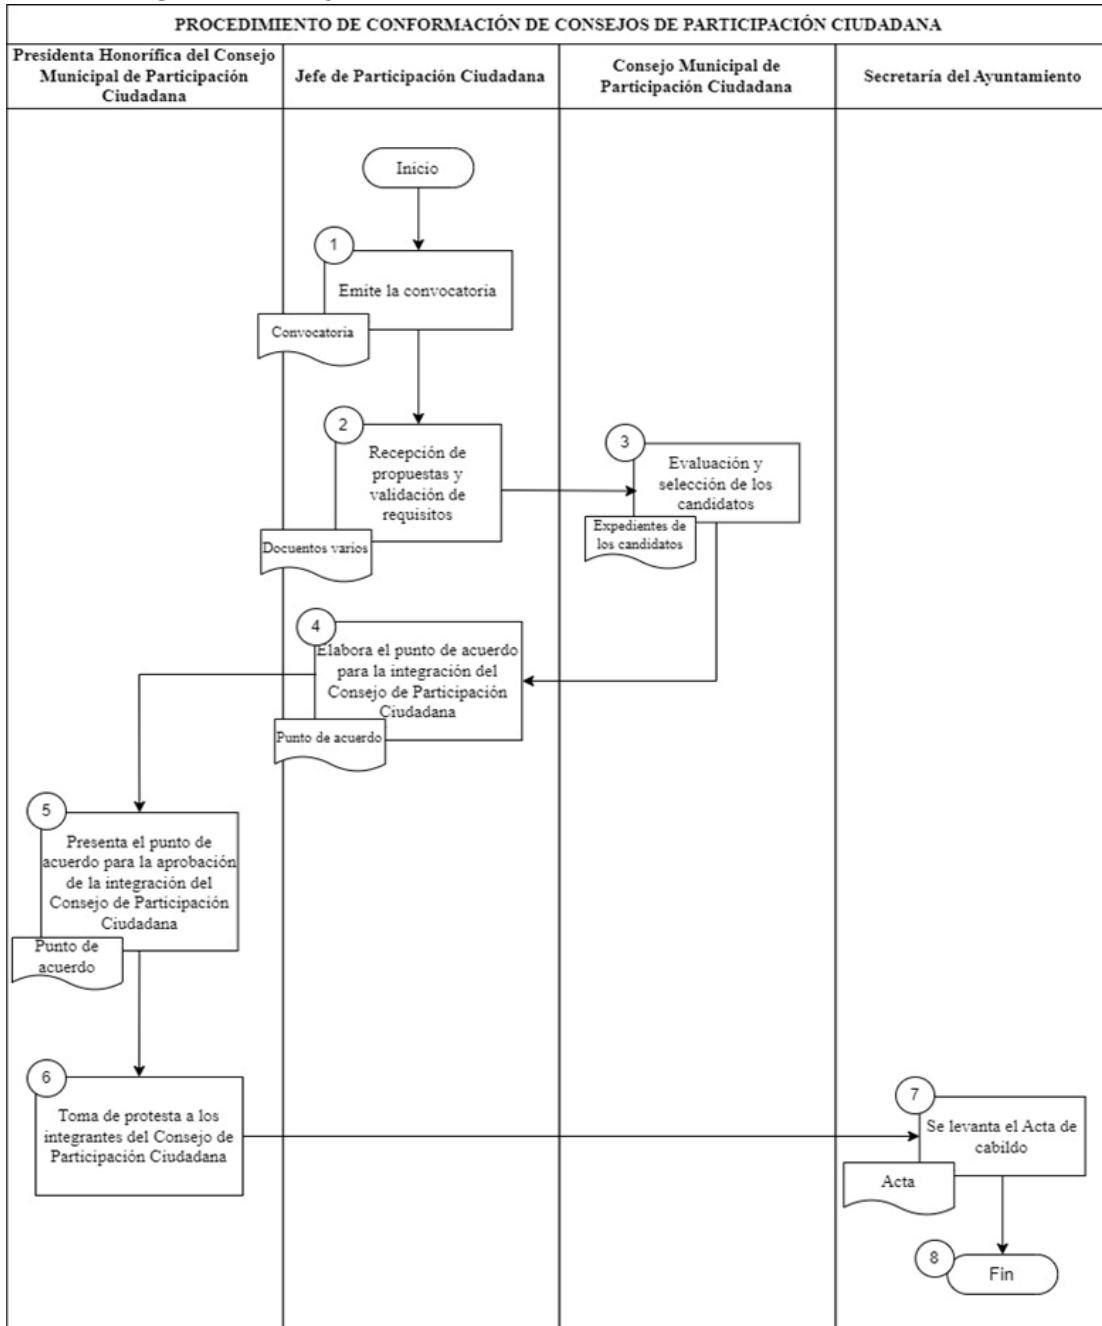 PROCEDIMIENTO DE CONFORMACIÓN DE CONSEJOS DE PARTICIPACIÓN CIUDADANA
Presidenta Honorífica del Consejo
Municipal de Participación
Ciudadana
Jefe de Participación Ciudadana
Consejo Municipal de
Participación Ciudadana
Secretaría del Ayuntamiento
Inicio
1
Emite la convocatoria
Convocatoria
2
Recepción de
propuestas y
validación de
requisitos
Docuentos varios
3
Evaluación y
selección de los
candidatos
Expedientes de
los candidatos
4
Elabora el punto de acuerdo
para la integración del
Consejo de Participación
Ciudadana
Punto de acuerdo
5
Presenta el punto de
acuerdo para la aprobación
de la integración del
Consejo de Participación
Ciudadana
Punto de
acuerdo
6
Toma de protesta a los
integrantes del Consejo de
Participación Ciudadana
7
Se levanta el Acta de
cabildo
Acta
8
Fin